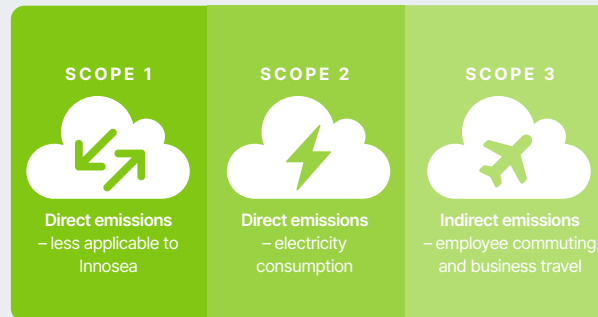 SCOPE 1
Direct emissions
– less applicable to
Innosea
SCOPE 2
Direct emissions
– electricity
consumption
SCOPE 3
Indirect emissions
– employee commuting
and business travel